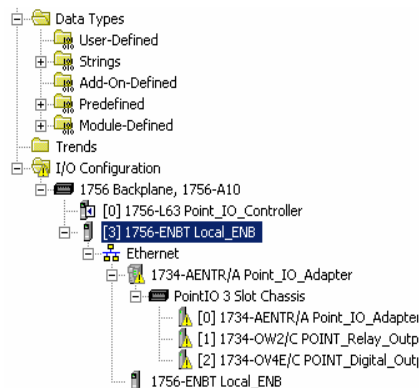 Data Types
User-Defined
Strings
Add-On-Defined
Predefined
Module-Defined
Trends
I/O Configuration
1756 Backplane, 1756-A10
[0] 1756-L63 Point_IO_Controller
[3] 1756-ENBT Local_ENB
Ethernet
1734-AENTR/A Point_IO_Adapter
PointIO 3 Slot Chassis
[0] 1734-AENTR/A Point_IO_Adapter
[1] 1734-OW2/C POINT_Relay_Outp
[2] 1734-OV4E/C POINT_Digital_Outp
1756-ENBT Local_ENB